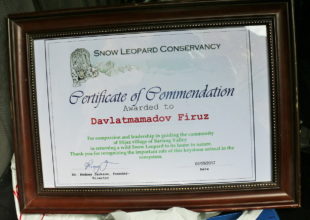 SNOW LEOPARD CONSERVANCY
Certificate of Commendation
Awarded to
Davlatmamadov Firuz
For compassion and leadership in guiding the community
of village of Bartang Valley
in returning a wild Snow Leopard to its home in nature.
Thank you for recognizing the important role of this keystone animal in the
ecosystem.
Dr. Rodney Jackson, Founder-
Director
Date